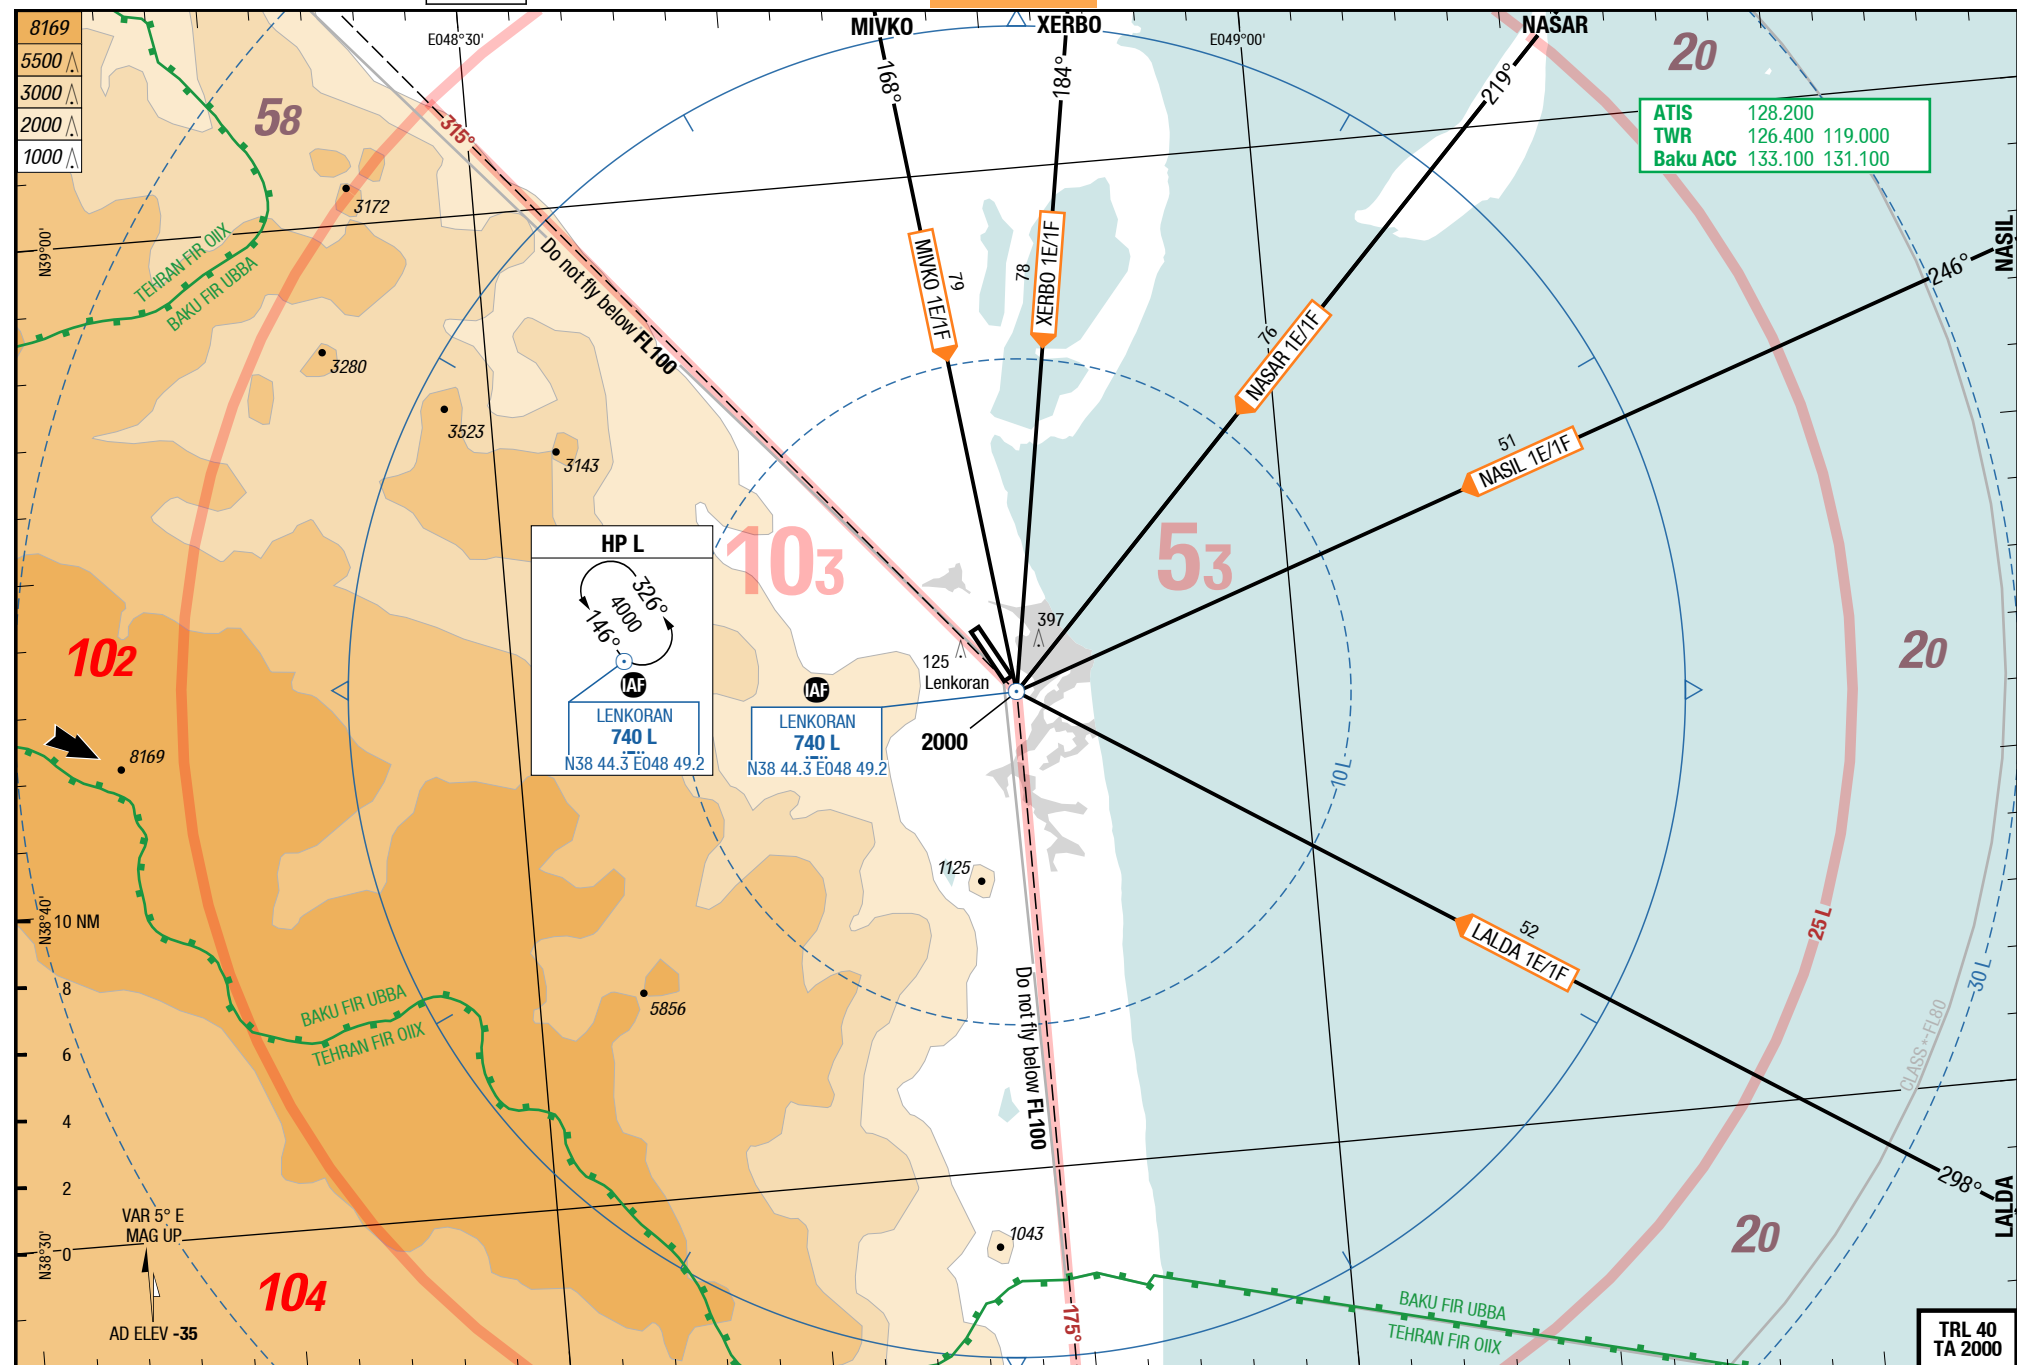 MIVKO
XERBO
NASAR
8169
5500
3000
2000
1000
E048°30'
E049°00'
168°
184°
219°
20
58
315°
ATIS 128.200
TWR 126.400 119.000
Baku ACC 133.100 131.100
3172
N39°00'
TEHRAN FIR OIIX
BAKU FIR UBBA
Do not fly below FL100
MIVKO 1E/1F
79
78
XERBO 1E/1F
246°
NASIL
76
NASAR 1E/1F
3280
3523
3143
51
NASIL 1E/1F
HP L
326°
4000
146°
IAF
LENKORAN
740 L
N38 44.3 E048 49.2
103
53
397
125
Lenkoran
102
20
IAF
LENKORAN
740 L
N38 44.3 E048 49.2
2000
8169
10 L
1125
N38°40'
10 NM
8
6
4
2
0
25 L
52
LALDA 1E/1F
30 L
CLASS *-FL80
BAKU FIR UBBA
TEHRAN FIR OIIX
5856
Do not fly below FL100
298°
LALDA
VAR 5° E
MAG UP
N38°30'
AD ELEV -35
104
1043
20
175°
BAKU FIR UBBA
TEHRAN FIR OIIX
TRL 40
TA 2000